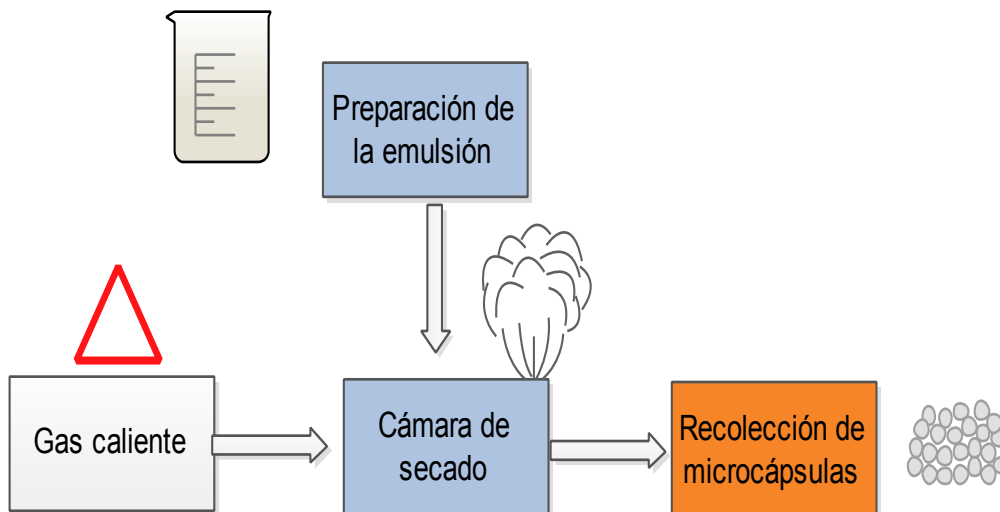 Preparación de
la emulsión
Gas caliente
Cámara de
secado
Recolección de
microcápsulas